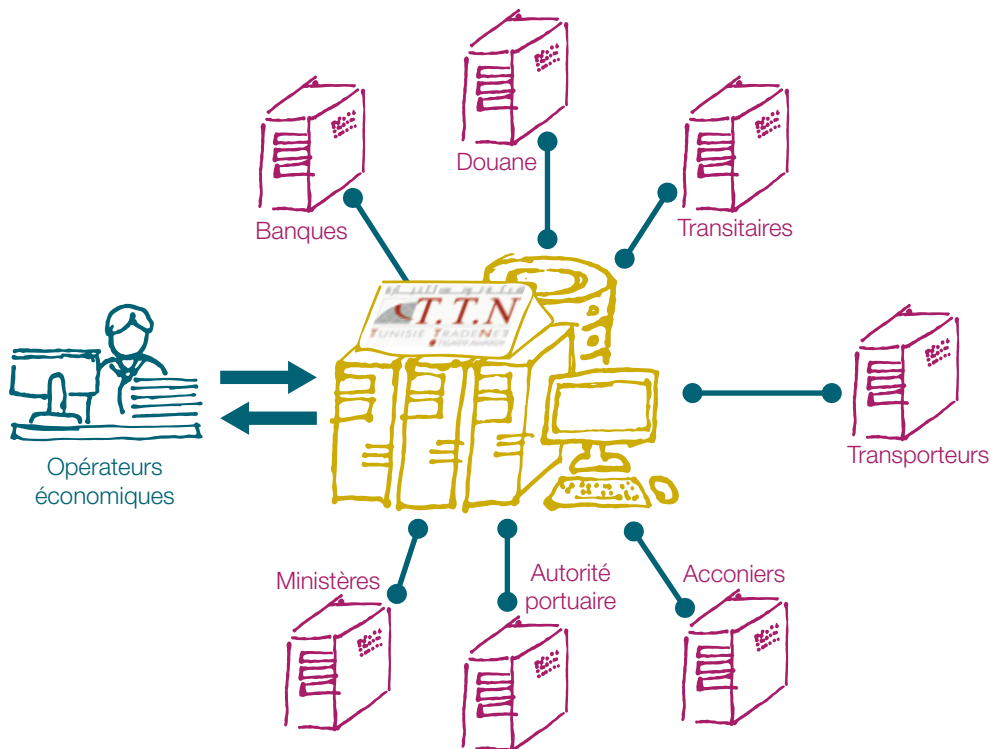 Douane
Banques
Transitaires
T.T.N
TUNISIE TRADENET
Opérateurs
économiques
Transporteurs
Ministères
Autorité
portuaire
Acconiers